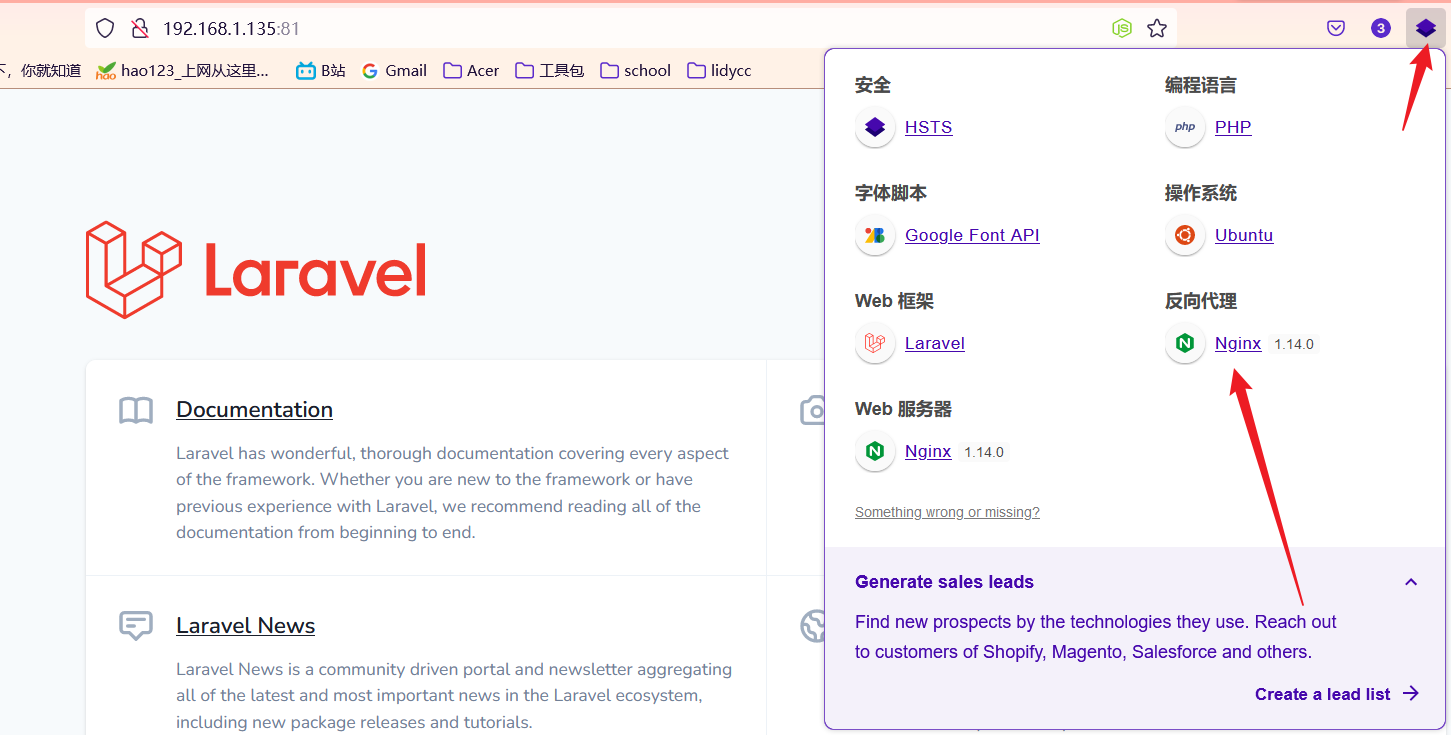 192.168.1.135:81
JS
3
下，你就知道
hao
hao123_上网从这里...
B站
G
Gmail
Acer
工具包
school
lidycc
Laravel
Documentation
Laravel has wonderful, thorough documentation covering every aspect
of the framework. Whether you are new to the framework or have
previous experience with Laravel, we recommend reading all of the
documentation from beginning to end.
Laravel News
Laravel News is a community driven portal and newsletter aggregating
all of the latest and most important news in the Laravel ecosystem,
including new package releases and tutorials.
安全
HSTS
编程语言
php
PHP
字体脚本
Google Font API
操作系统
Ubuntu
Web 框架
Laravel
反向代理
N
Nginx 1.14.0
Web 服务器
N
Nginx 1.14.0
Something wrong or missing?
Generate sales leads
Find new prospects by the technologies they use. Reach out
to customers of Shopify, Magento, Salesforce and others.
Create a lead list